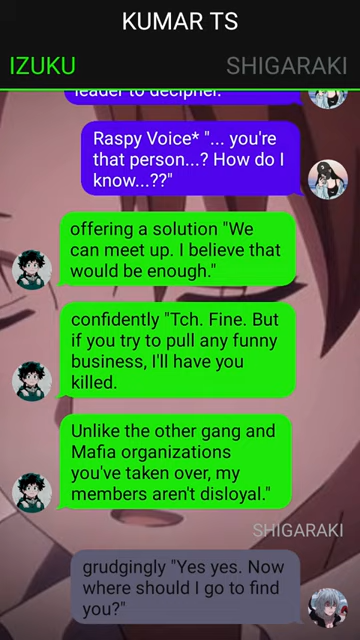 KUMAR TS
IZUKU
SHIGARAKI
leader to decipher.
Raspy Voice* "... you're
that person...? How do I
know...??"
offering a solution "We
can meet up. I believe that
would be enough."
confidently "Tch. Fine. But
if you try to pull any funny
business, I'll have you
killed.
Unlike the other gang and
Mafia organizations
you've taken over, my
members aren't disloyal."
SHIGARAKI
grudgingly "Yes yes. Now
where should I go to find
you?"